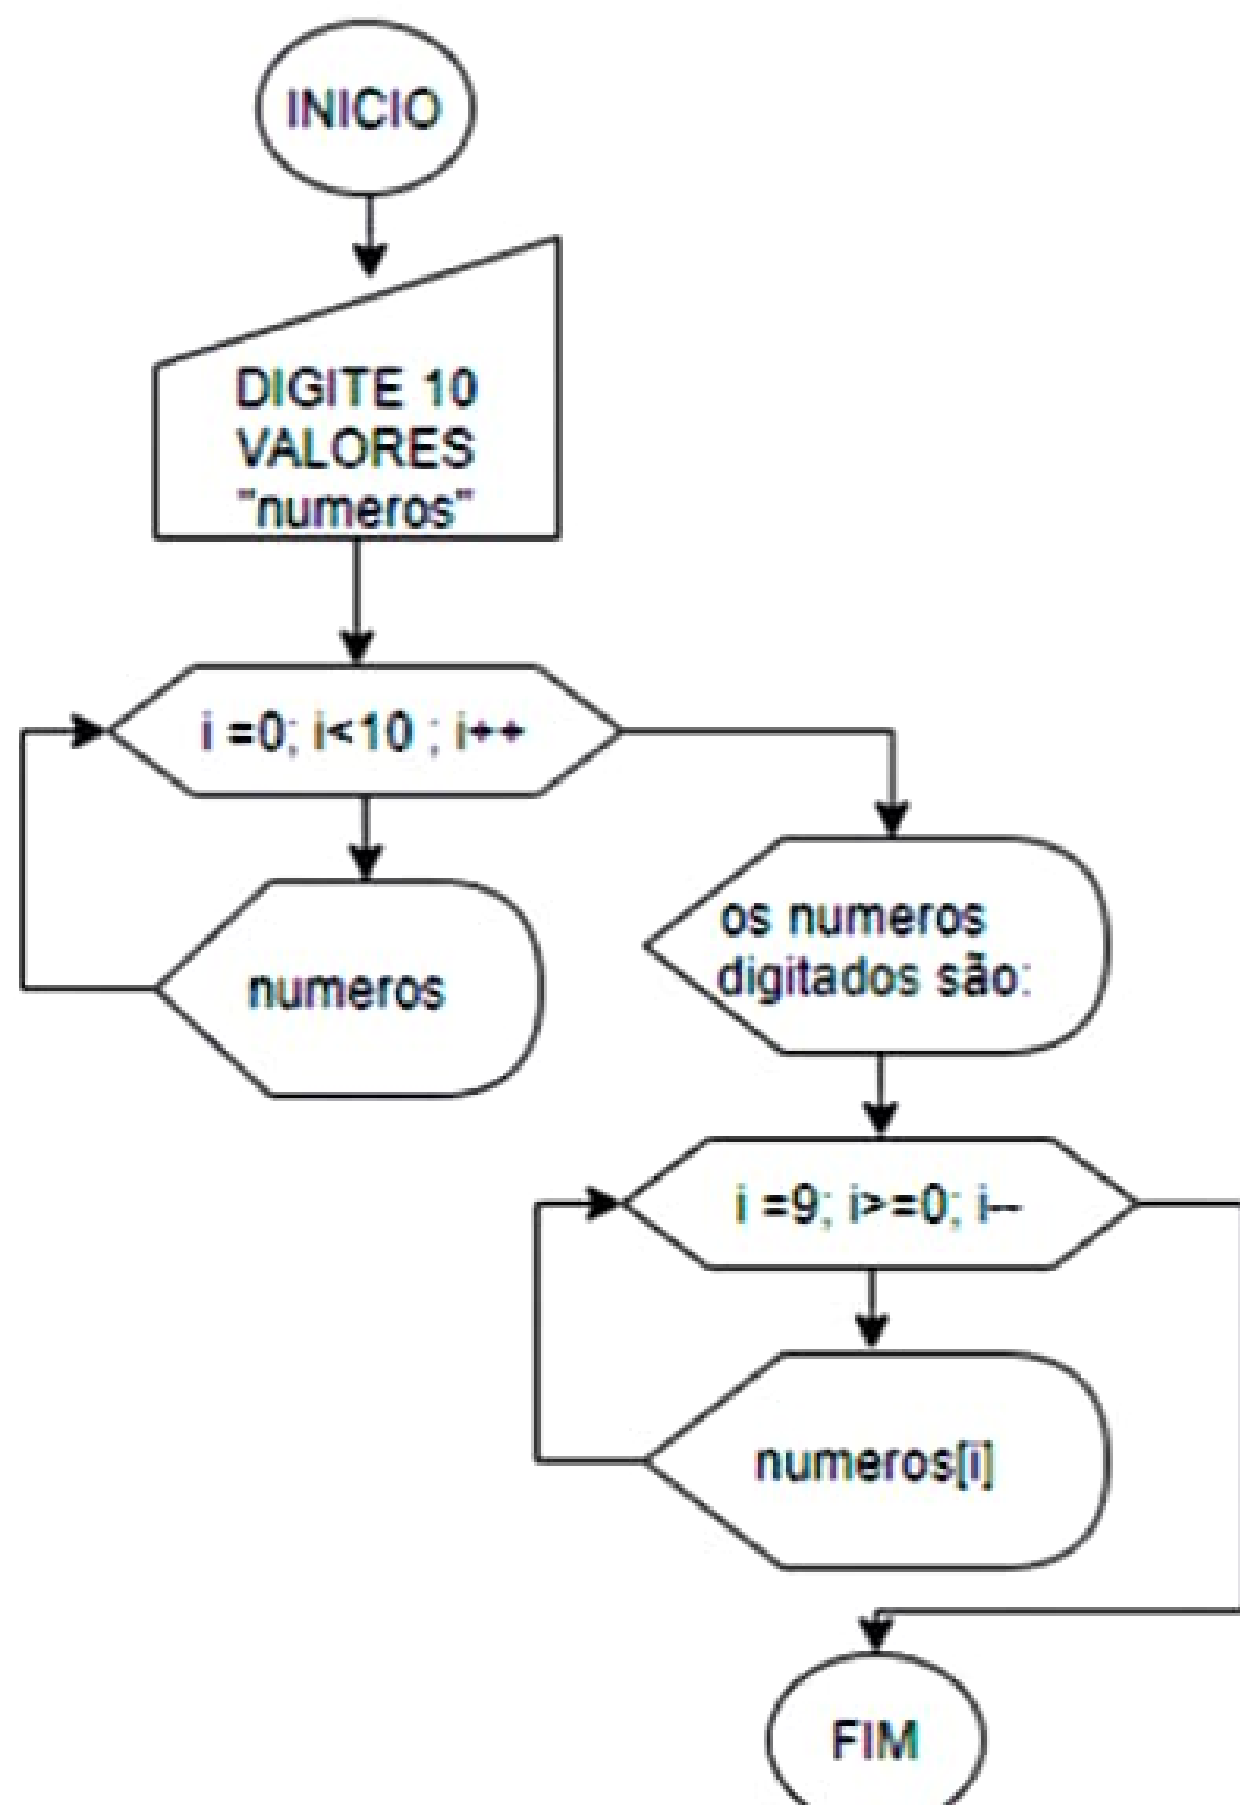 INICIO
DIGITE 10
VALORES
"numeros"
i =0; i<10 ; i++
numeros
os numeros
digitados são:
i =9; i>=0; i--
numeros[i]
FIM